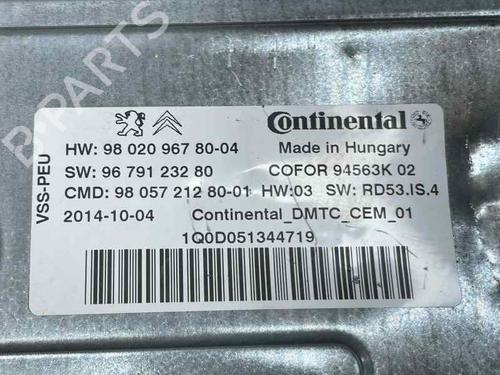 B-PARTS
VSS-PEU
Continental
HW: 98 020 967 80-04 Made in Hungary
SW: 96 791 232 80 COFOR 94563K 02
CMD: 98 057 212 80-01 HW:03 SW: RD53.IS.4
2014-10-04 Continental_DMTC_CEM_01
1Q0D051344719